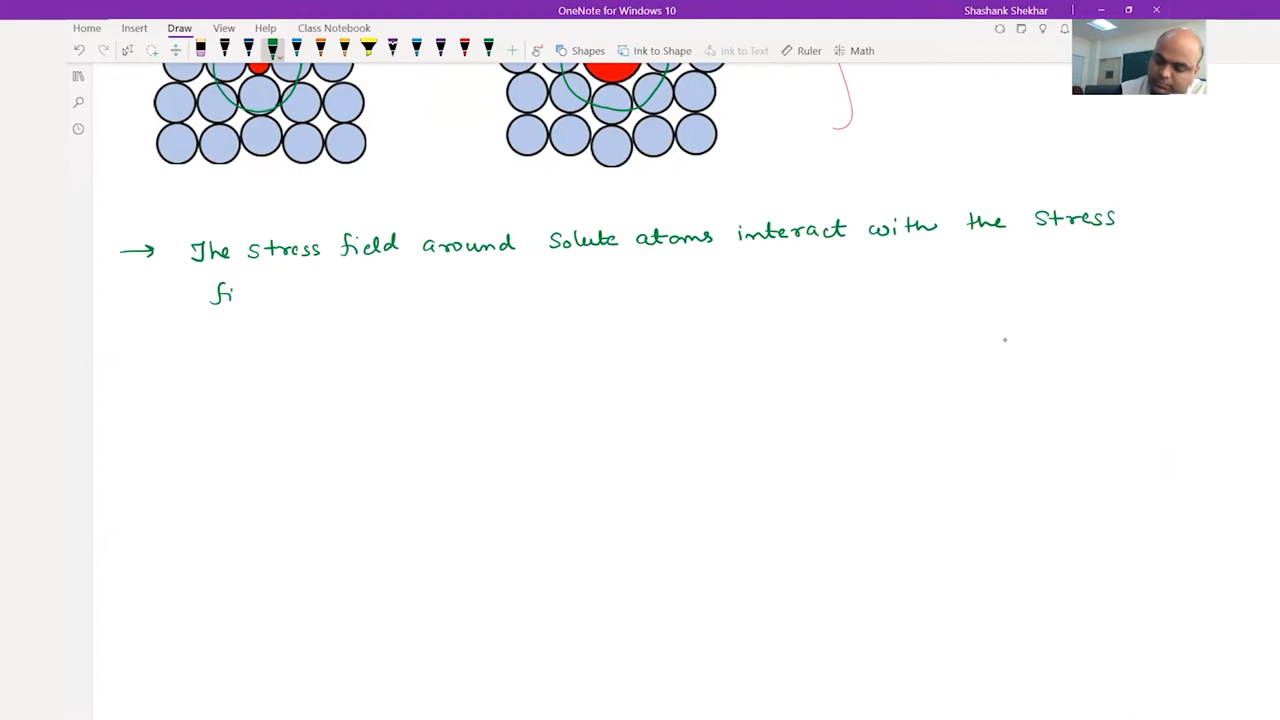 OneNote for Windows 10
Shashank Shekhar
Home Insert Draw View Help Class Notebook
Shapes Ink to Shape Ink to Text Ruler Math
→ The stress field around solute atoms interact with the stress
fi